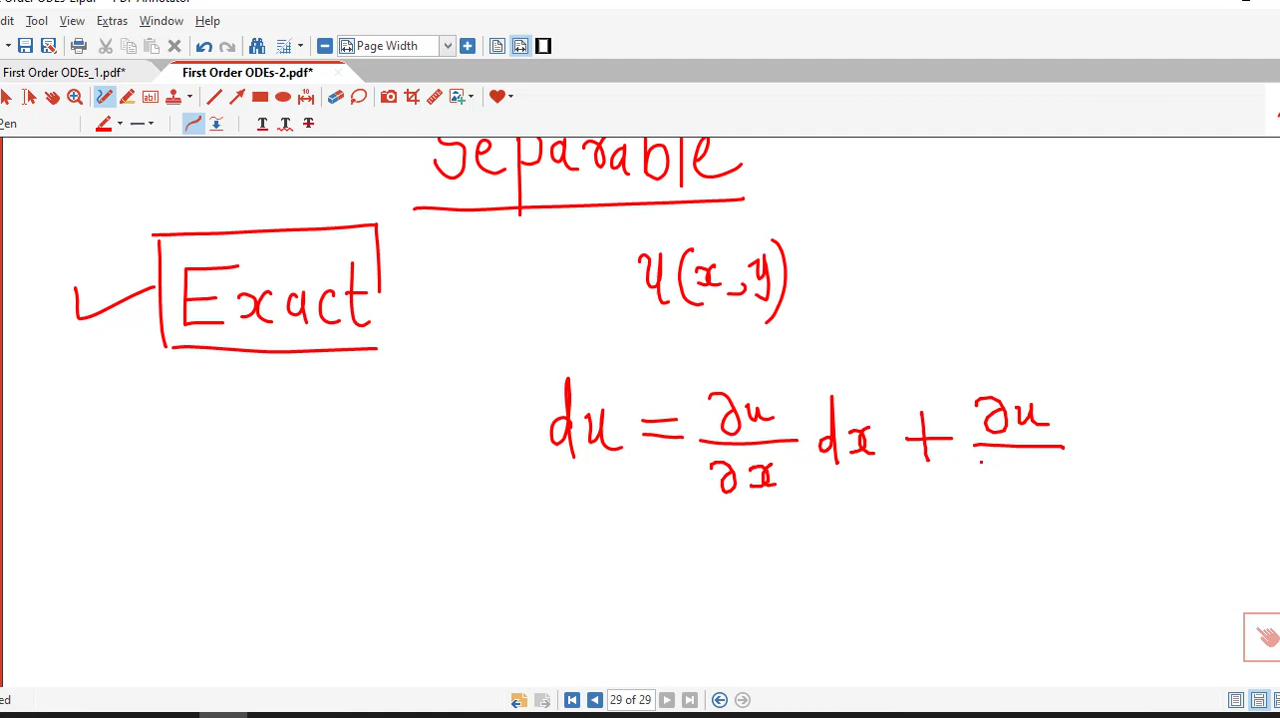 dit Tool View Extras Window Help
Page Width
First Order ODEs_1.pdf* First Order ODEs-2.pdf*
Pen
Separable
Exact
u(x,y)
du = ∂u/∂x dx + ∂u
29 of 29